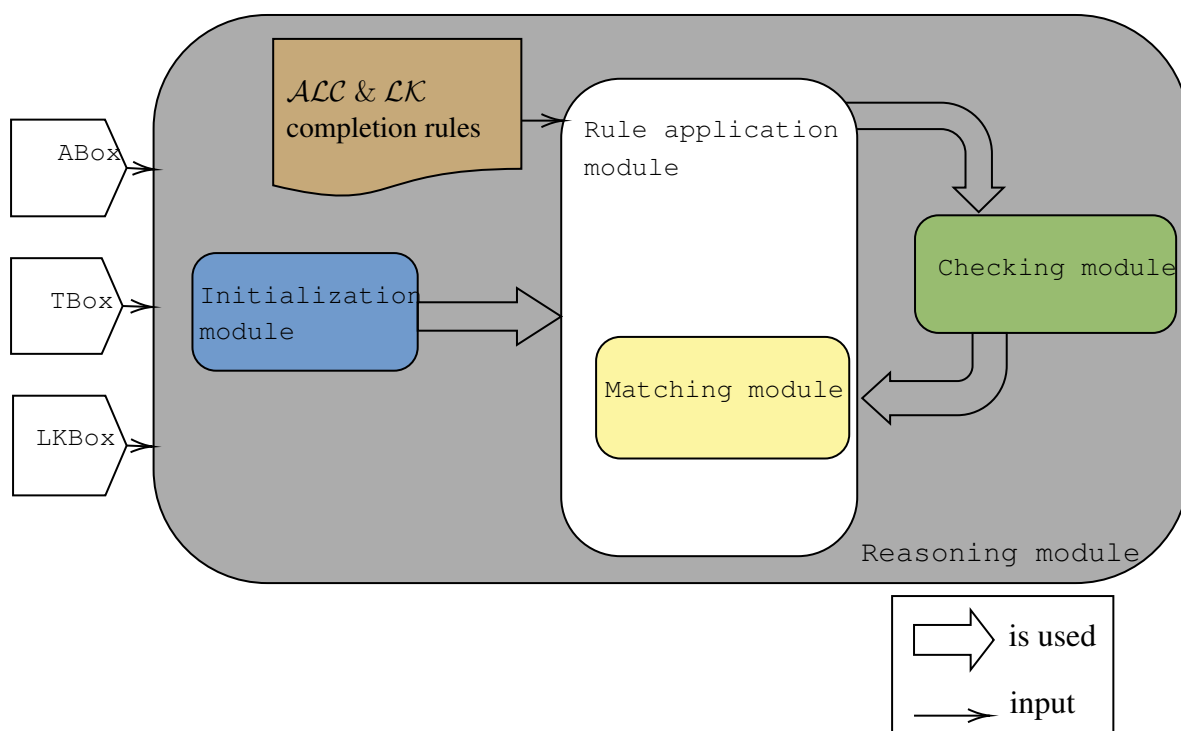 𝒜ℒ𝒞 & ℒ𝒦
completion rules
Rule application
module
ABox
TBox
LKBox
Initialization
module
Checking module
Matching module
Reasoning module
is used
input